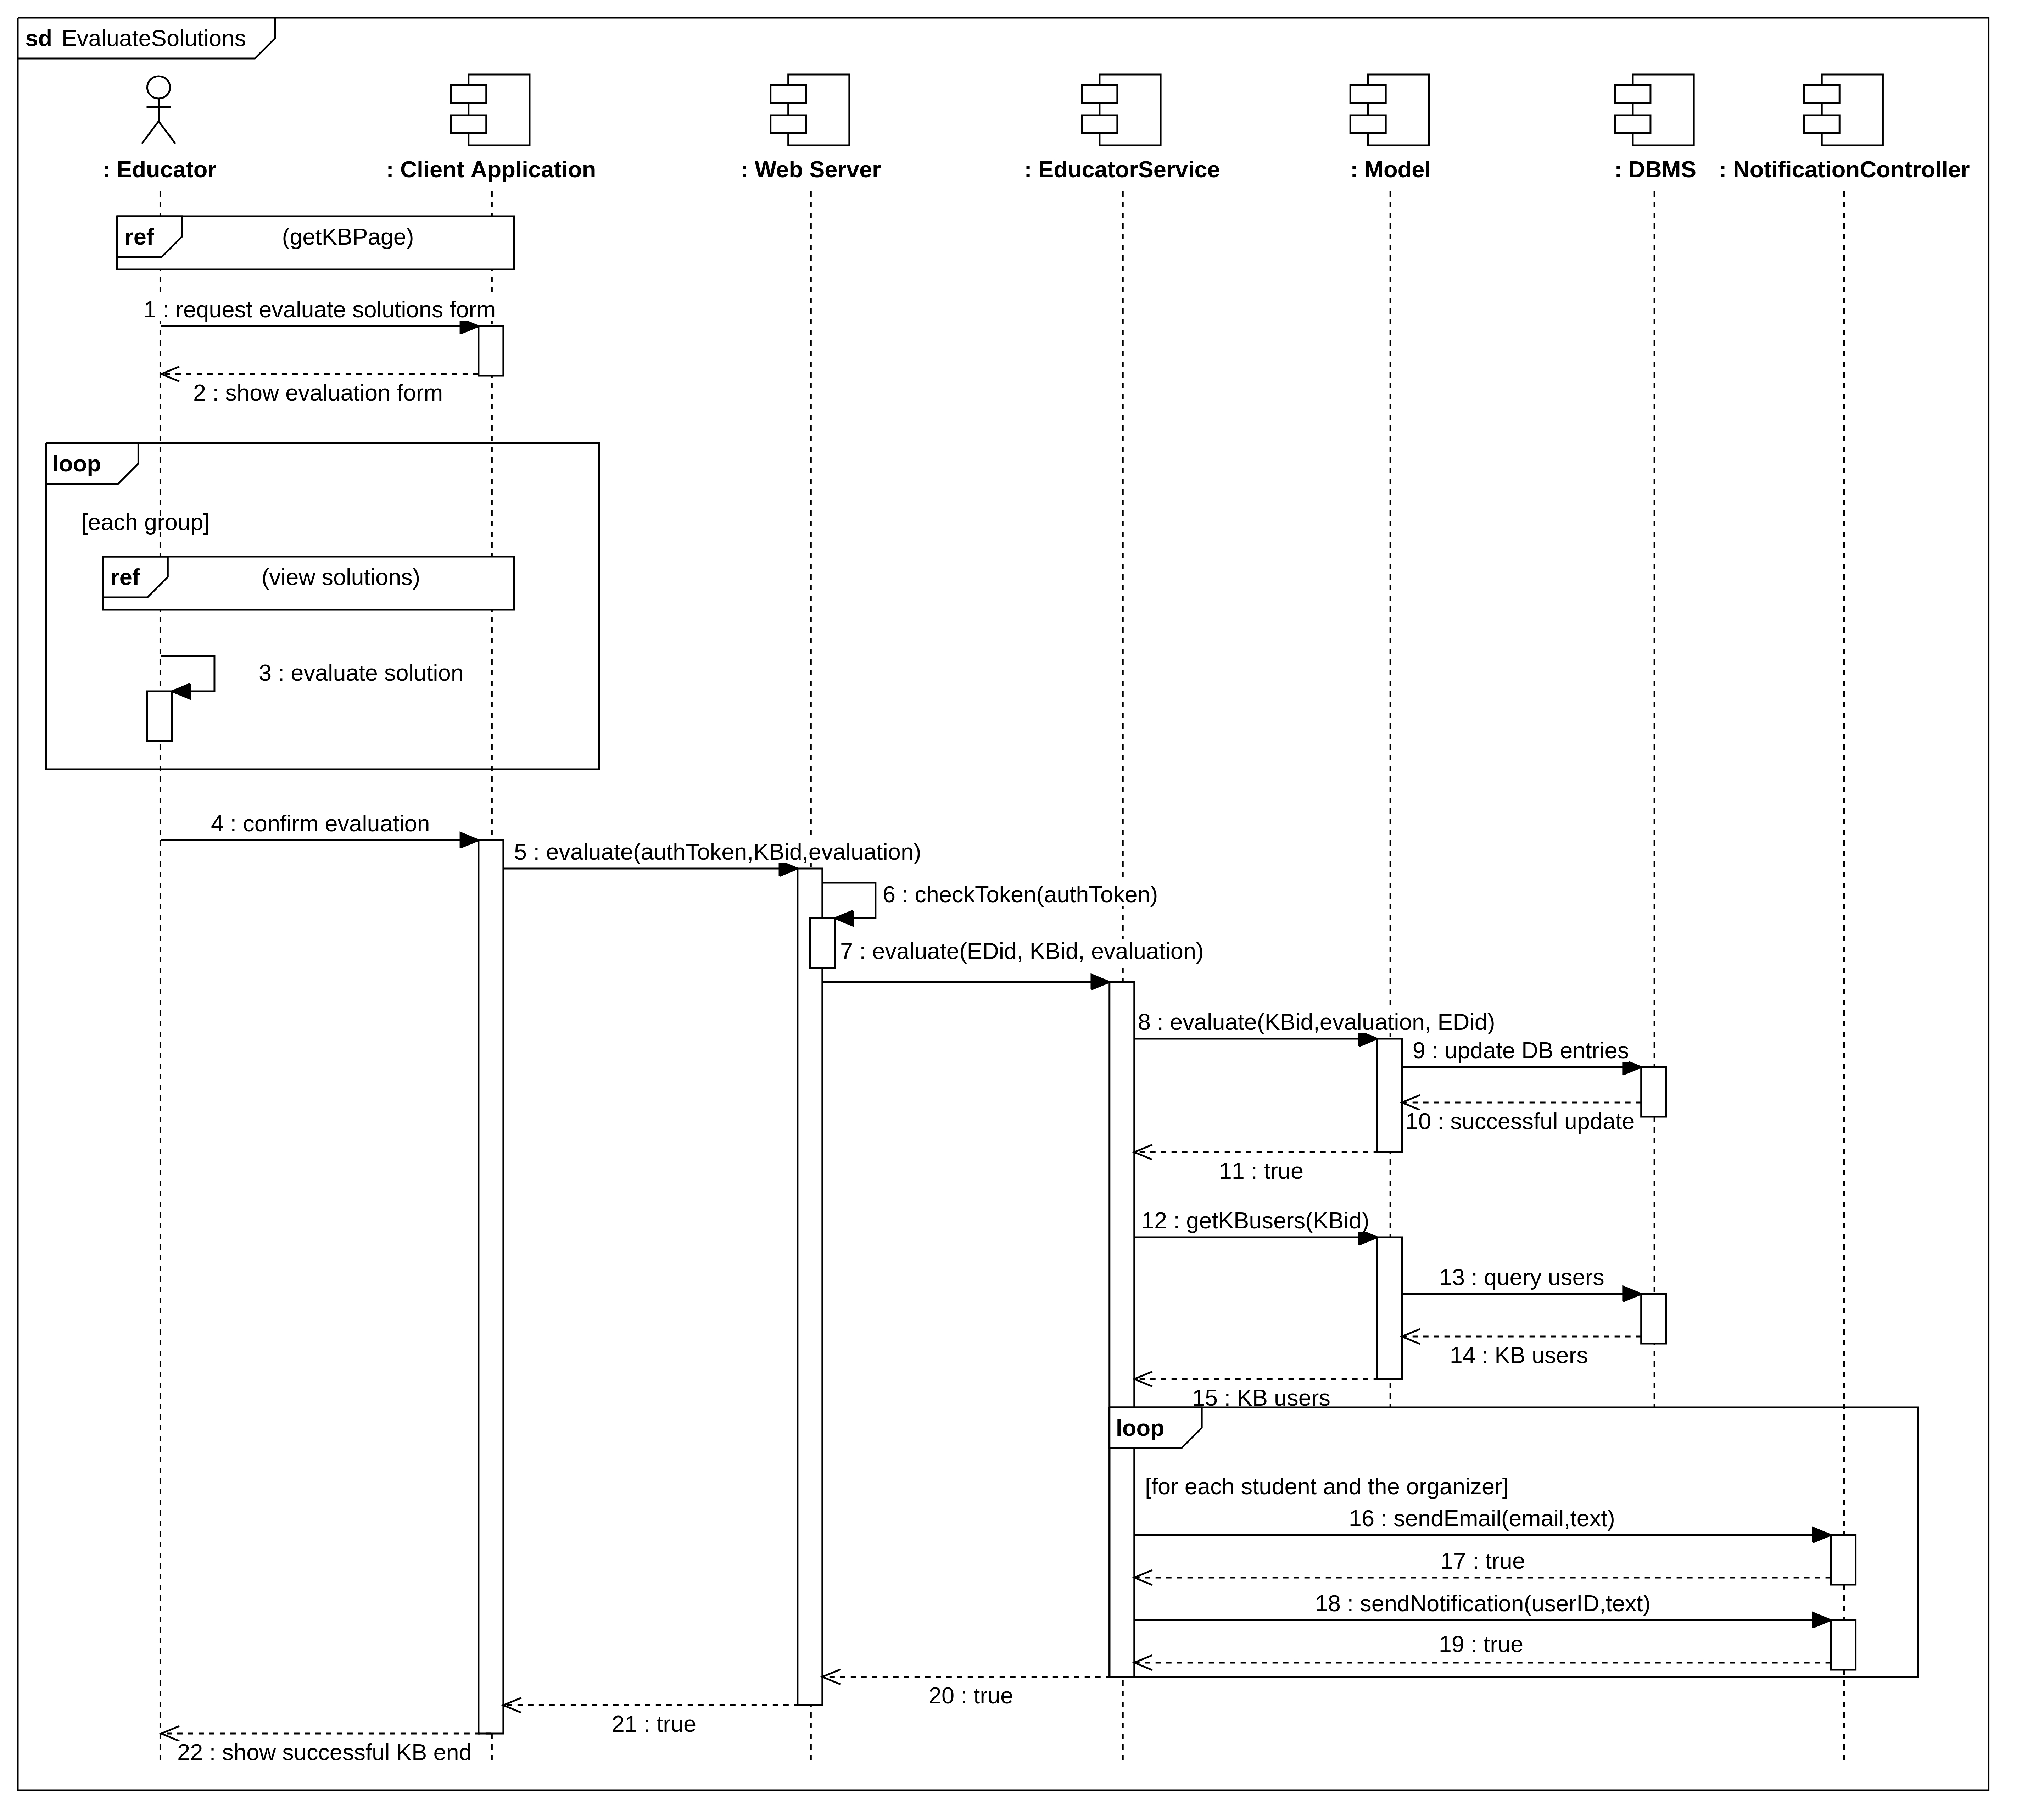 sd EvaluateSolutions
: Educator
: Client Application
: Web Server
: EducatorService
: Model
: DBMS
: NotificationController
ref
(getKBPage)
1 : request evaluate solutions form
2 : show evaluation form
loop
[each group]
ref
(view solutions)
3 : evaluate solution
4 : confirm evaluation
5 : evaluate(authToken,KBid,evaluation)
6 : checkToken(authToken)
7 : evaluate(EDid, KBid, evaluation)
8 : evaluate(KBid,evaluation, EDid)
9 : update DB entries
10 : successful update
11 : true
12 : getKBusers(KBid)
13 : query users
14 : KB users
15 : KB users
loop
[for each student and the organizer]
16 : sendEmail(email,text)
17 : true
18 : sendNotification(userID,text)
19 : true
20 : true
21 : true
22 : show successful KB end